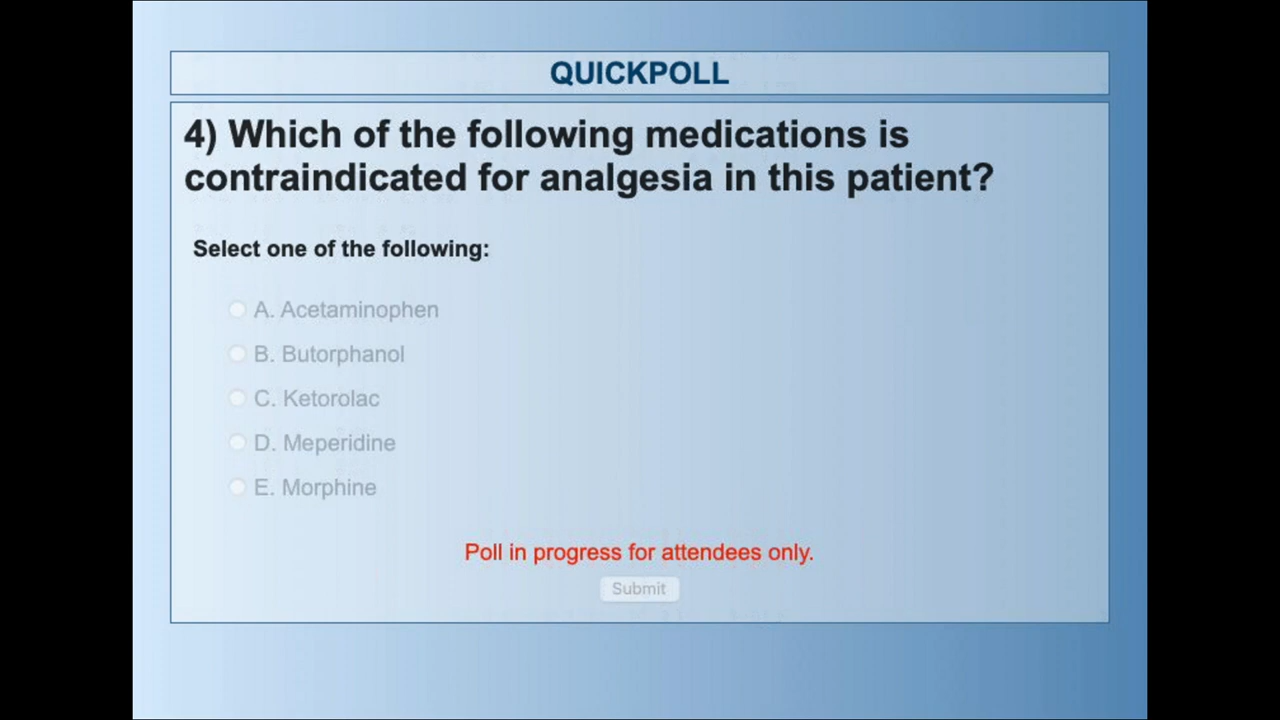 QUICKPOLL
4) Which of the following medications is
contraindicated for analgesia in this patient?
Select one of the following:
A. Acetaminophen
B. Butorphanol
C. Ketorolac
D. Meperidine
E. Morphine
Poll in progress for attendees only.
Submit